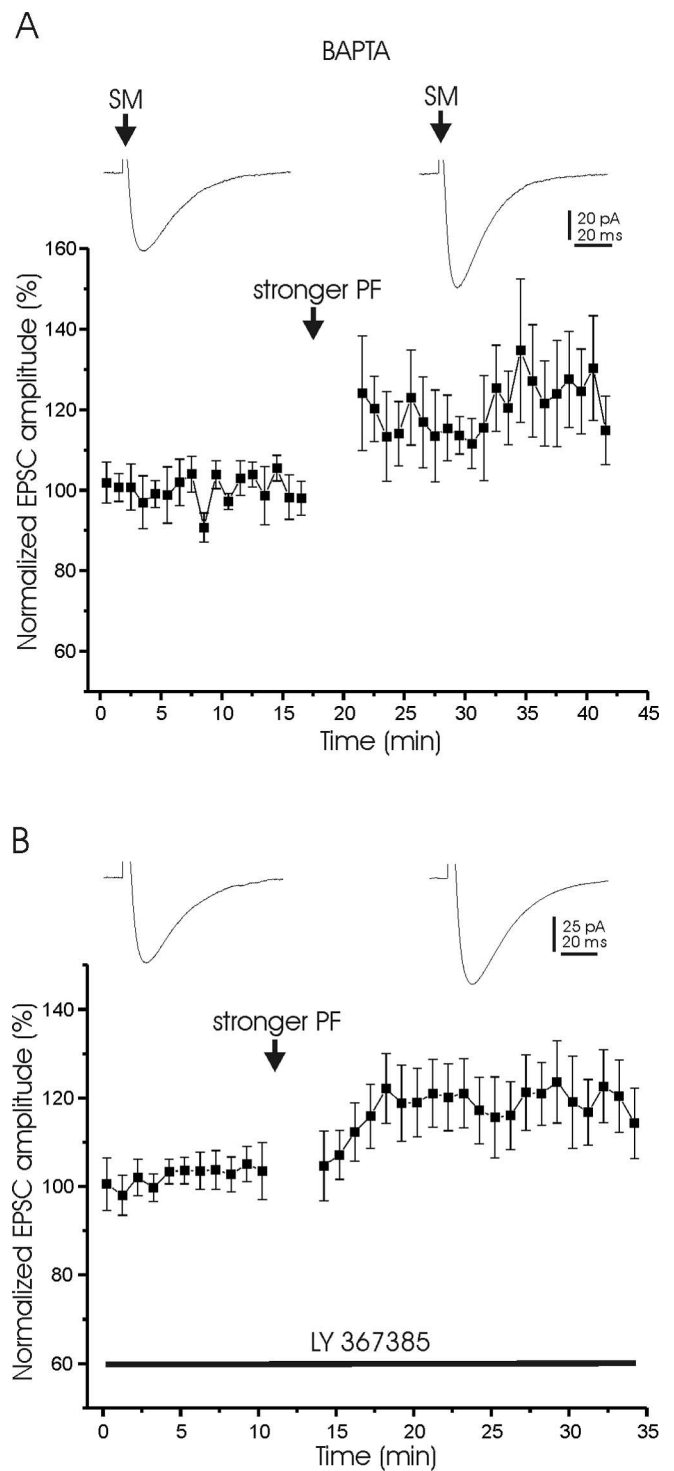 A
BAPTA
SM
SM
20 pA
20 ms
160
140
120
100
80
60
stronger PF
Normalized EPSC amplitude (%)
0 5 10 15 20 25 30 35 40 45
Time (min)
B
25 pA
20 ms
140
120
100
80
60
stronger PF
Normalized EPSC amplitude (%)
LY 367385
0 5 10 15 20 25 30 35
Time (min)